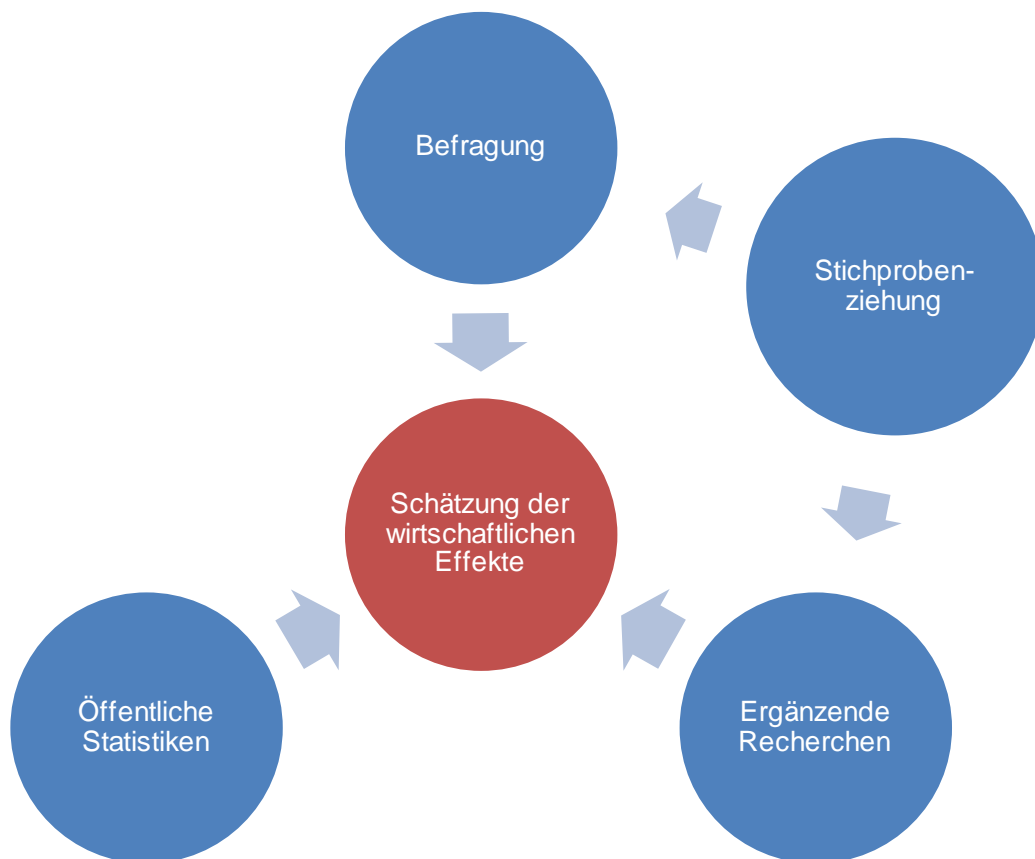 Befragung
Stichproben-
ziehung
Schätzung der
wirtschaftlichen
Effekte
Öffentliche
Statistiken
Ergänzende
Recherchen